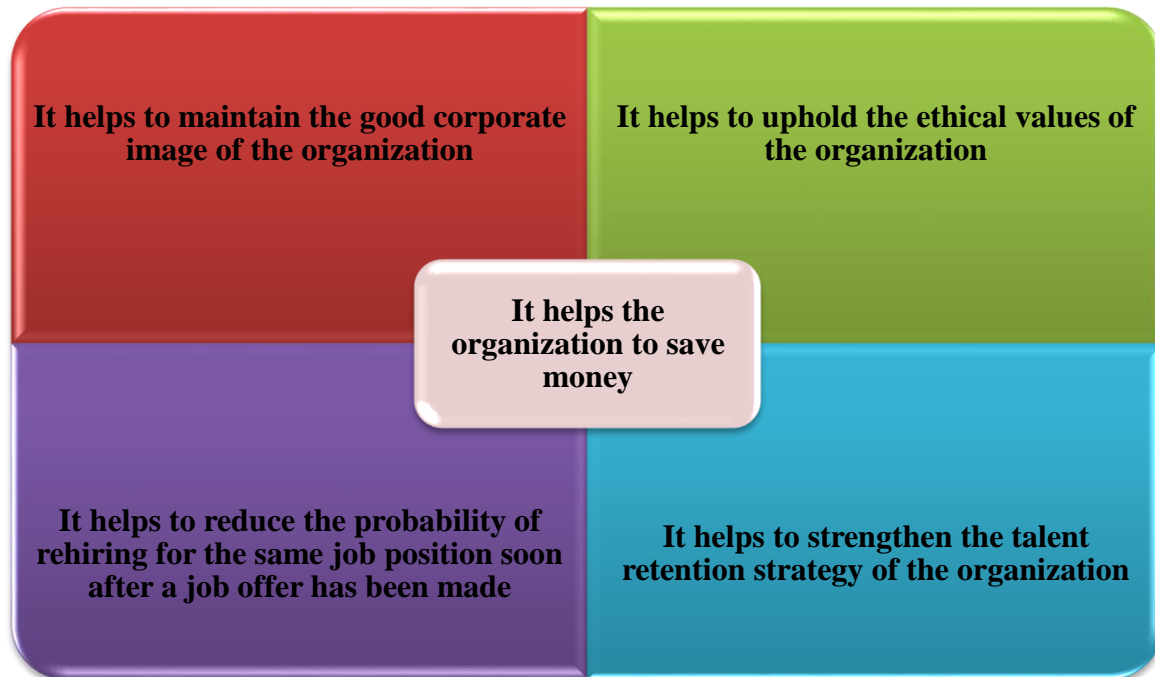 It helps to maintain the good corporate
image of the organization
It helps to uphold the ethical values of
the organization
It helps the
organization to save
money
It helps to reduce the probability of
rehiring for the same job position soon
after a job offer has been made
It helps to strengthen the talent
retention strategy of the organization